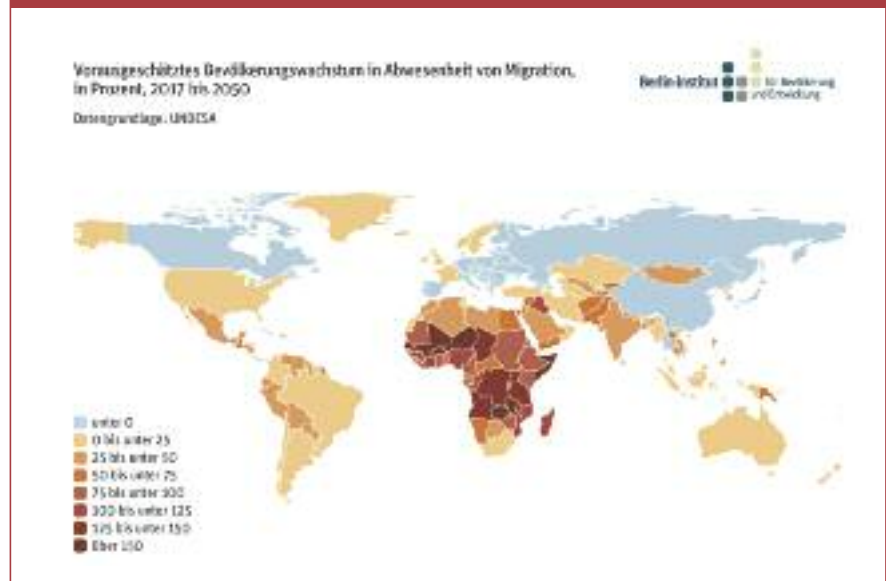 Vorausgeschätztes Bevölkerungswachstum in Abwesenheit von Migration,
in Prozent, 2017 bis 2050
Datengrundlage: UNDESA
Berlin-Institut für Bevölkerung
und Entwicklung
unter 0
0 bis unter 25
25 bis unter 50
50 bis unter 75
75 bis unter 100
100 bis unter 125
125 bis unter 150
über 150